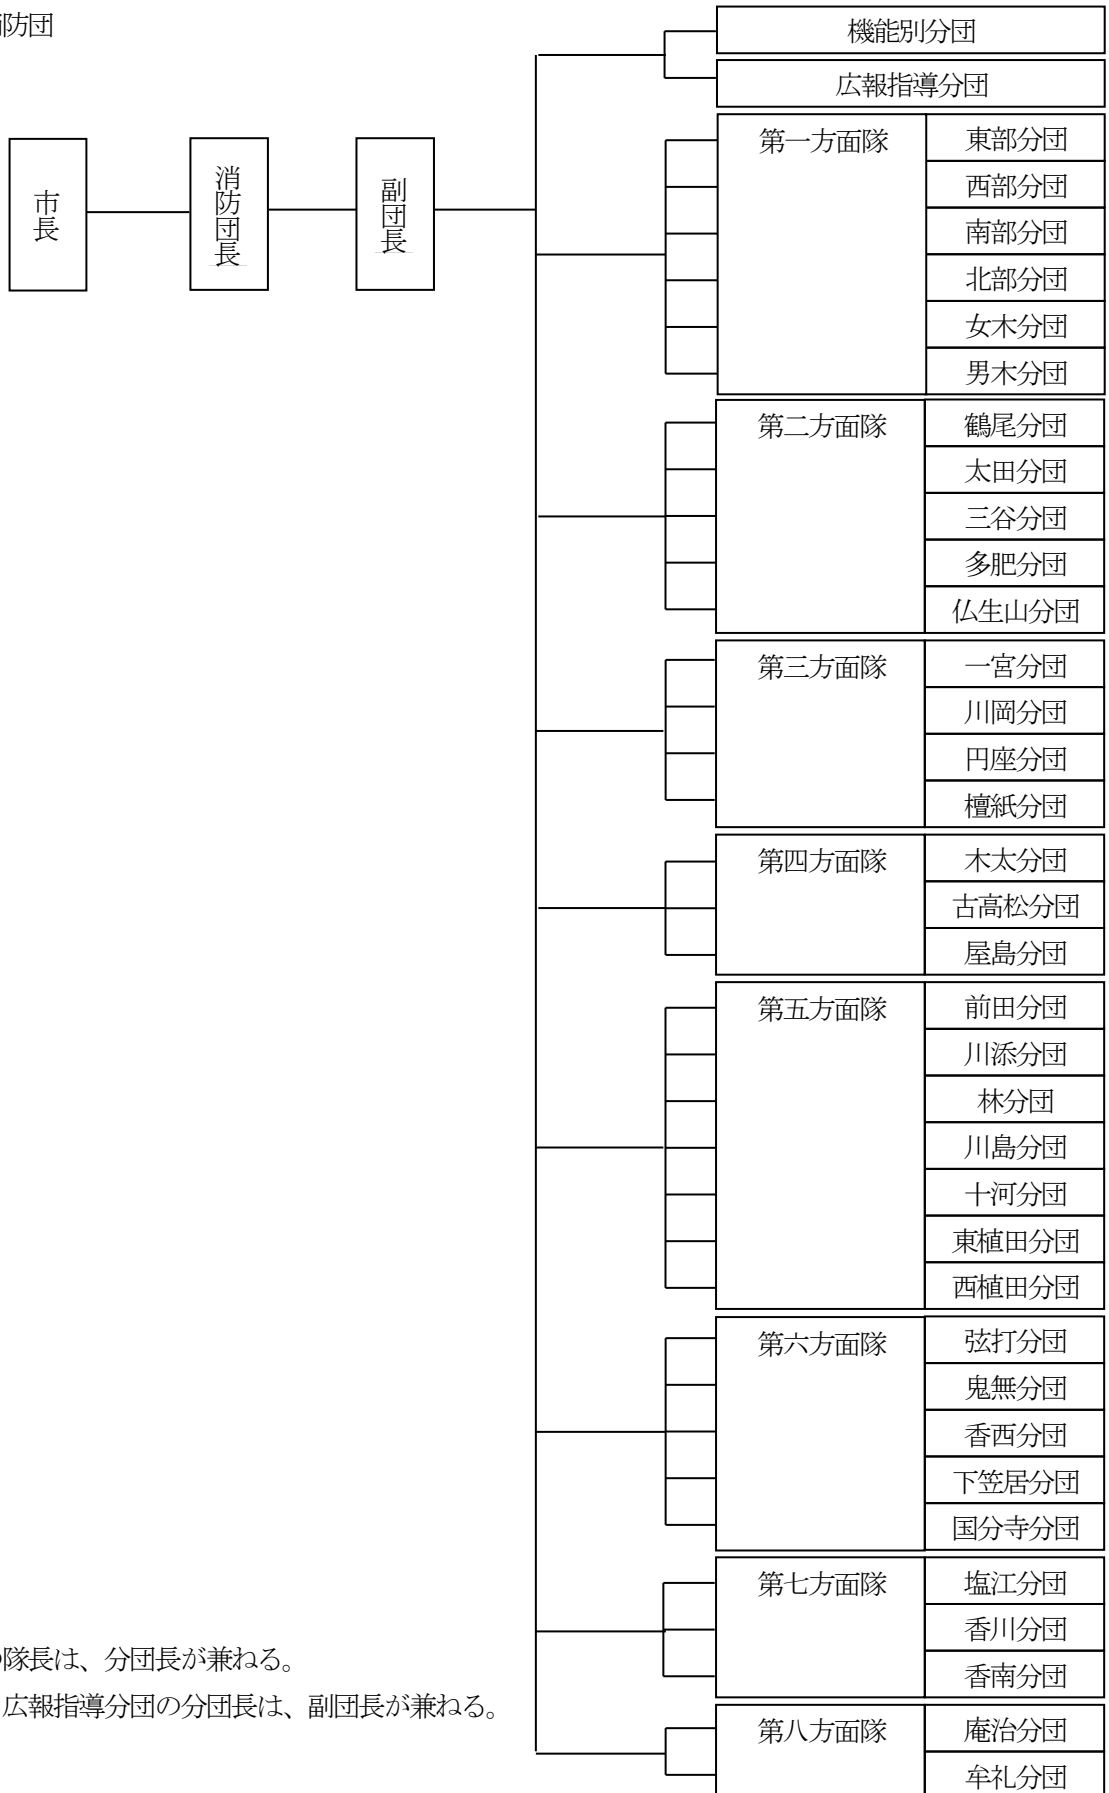 防団
機能別分団
広報指導分団
市長
消防団長
副団長
第一方面隊
東部分団
西部分団
南部分団
北部分団
女木分団
男木分団
第二方面隊
鶴尾分団
太田分団
三谷分団
多肥分団
仏生山分団
第三方面隊
一宮分団
川岡分団
円座分団
檀紙分団
第四方面隊
木太分団
古高松分団
屋島分団
第五方面隊
前田分団
川添分団
林分団
川島分団
十河分団
東植田分団
西植田分団
第六方面隊
弦打分団
鬼無分団
香西分団
下笠居分団
国分寺分団
第七方面隊
塩江分団
香川分団
香南分団
第八方面隊
庵治分団
牟礼分団
隊長は、分団長が兼ねる。
広報指導分団の分団長は、副団長が兼ねる。